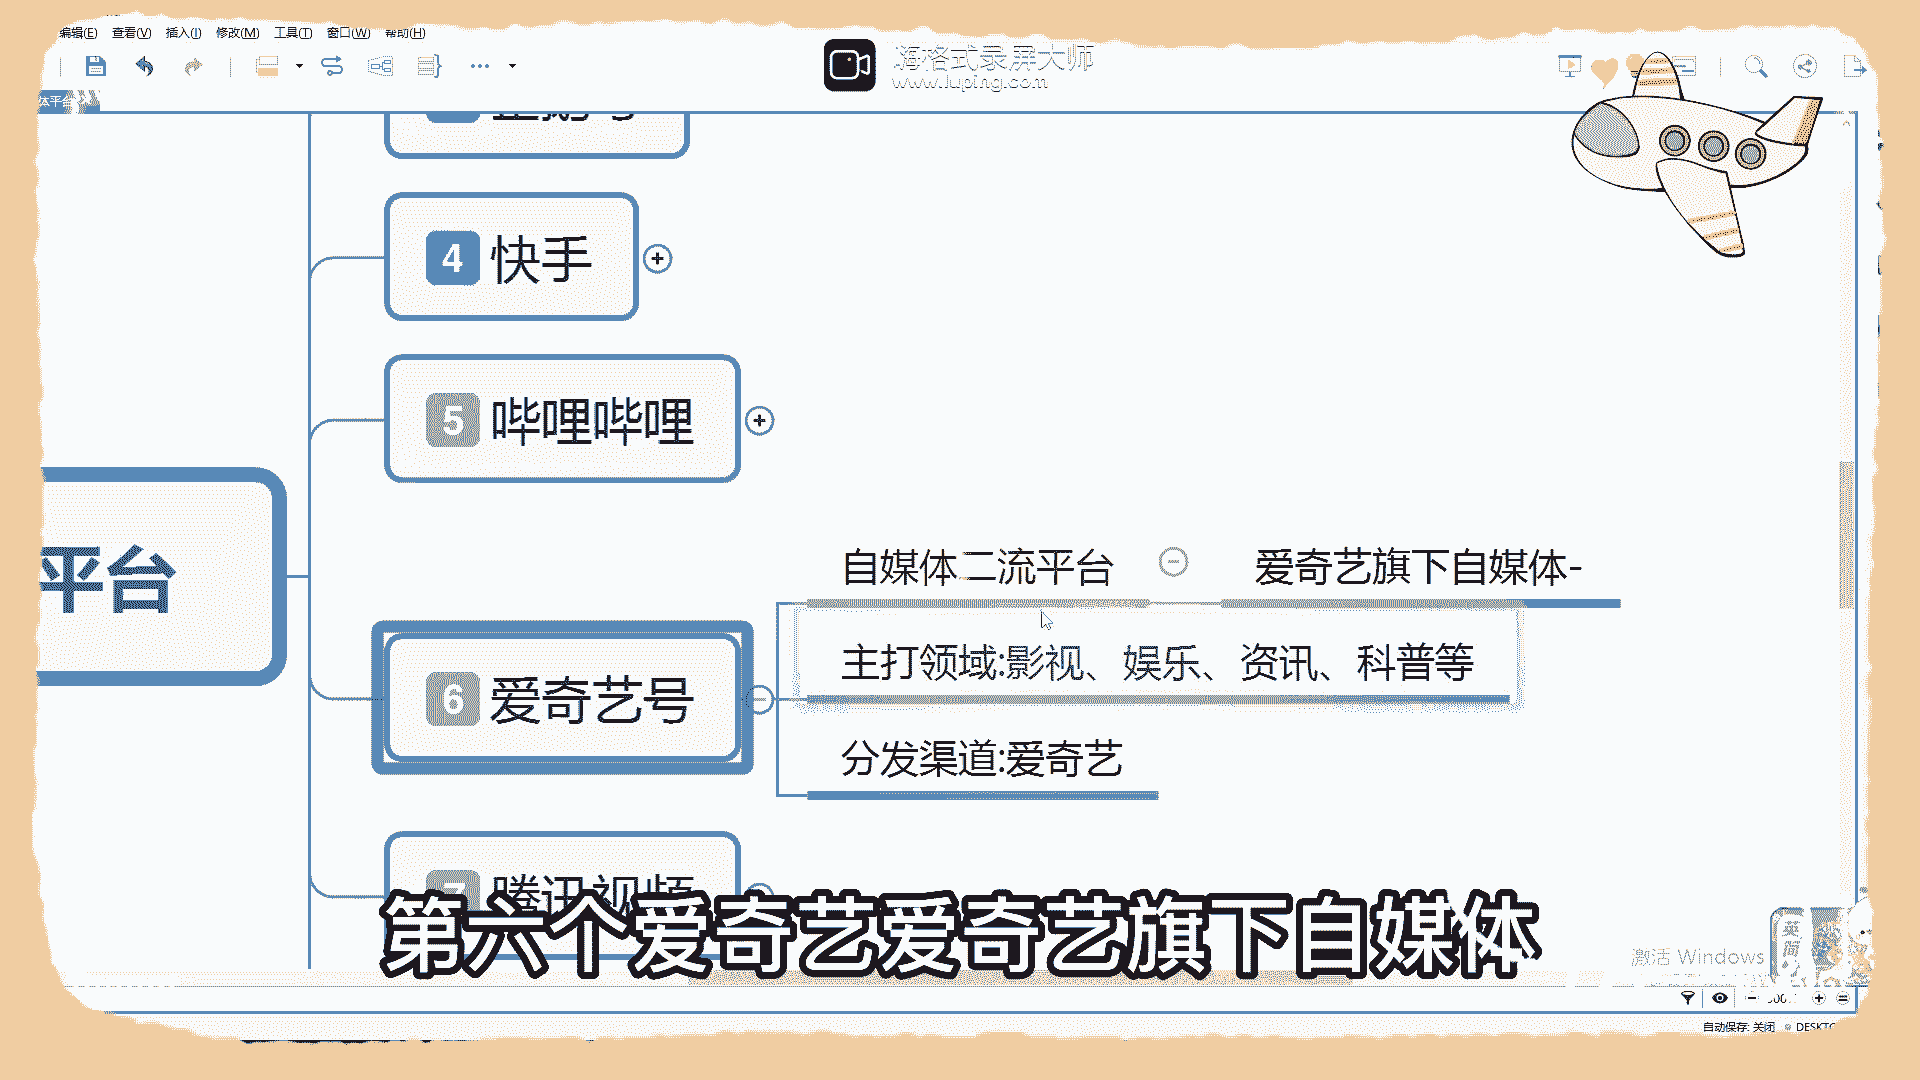 编辑(E) 查看(V) 插入(I) 修改(M) 工具(T) 窗口(W) 帮助(H)
嗨格式录屏大师
www.luping.com
体平台
4 快手
5 哔哩哔哩
平台
自媒体二流平台
爱奇艺旗下自媒体-
主打领域:影视、娱乐、资讯、科普等
6 爱奇艺号
分发渠道:爱奇艺
7 腾讯视频
第六个爱奇艺爱奇艺旗下自媒体
激活 Windows
自动保存: 关闭